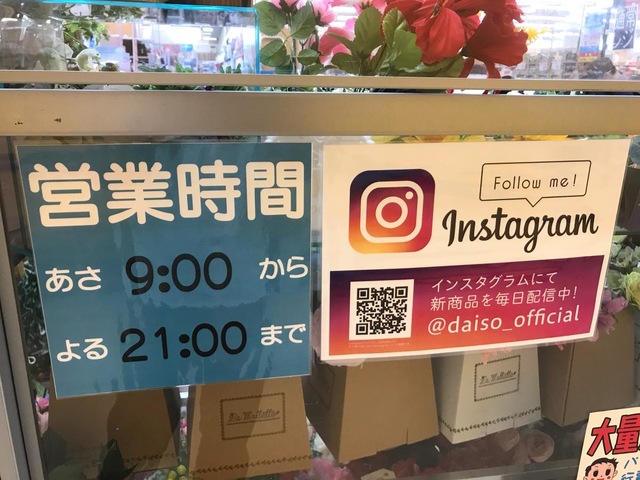 営業時間
あさ 9:00 から
よる 21:00 まで
Follow me!
Instagram
インスタグラムにて
新商品を毎日配信中!
@daiso_official
大量